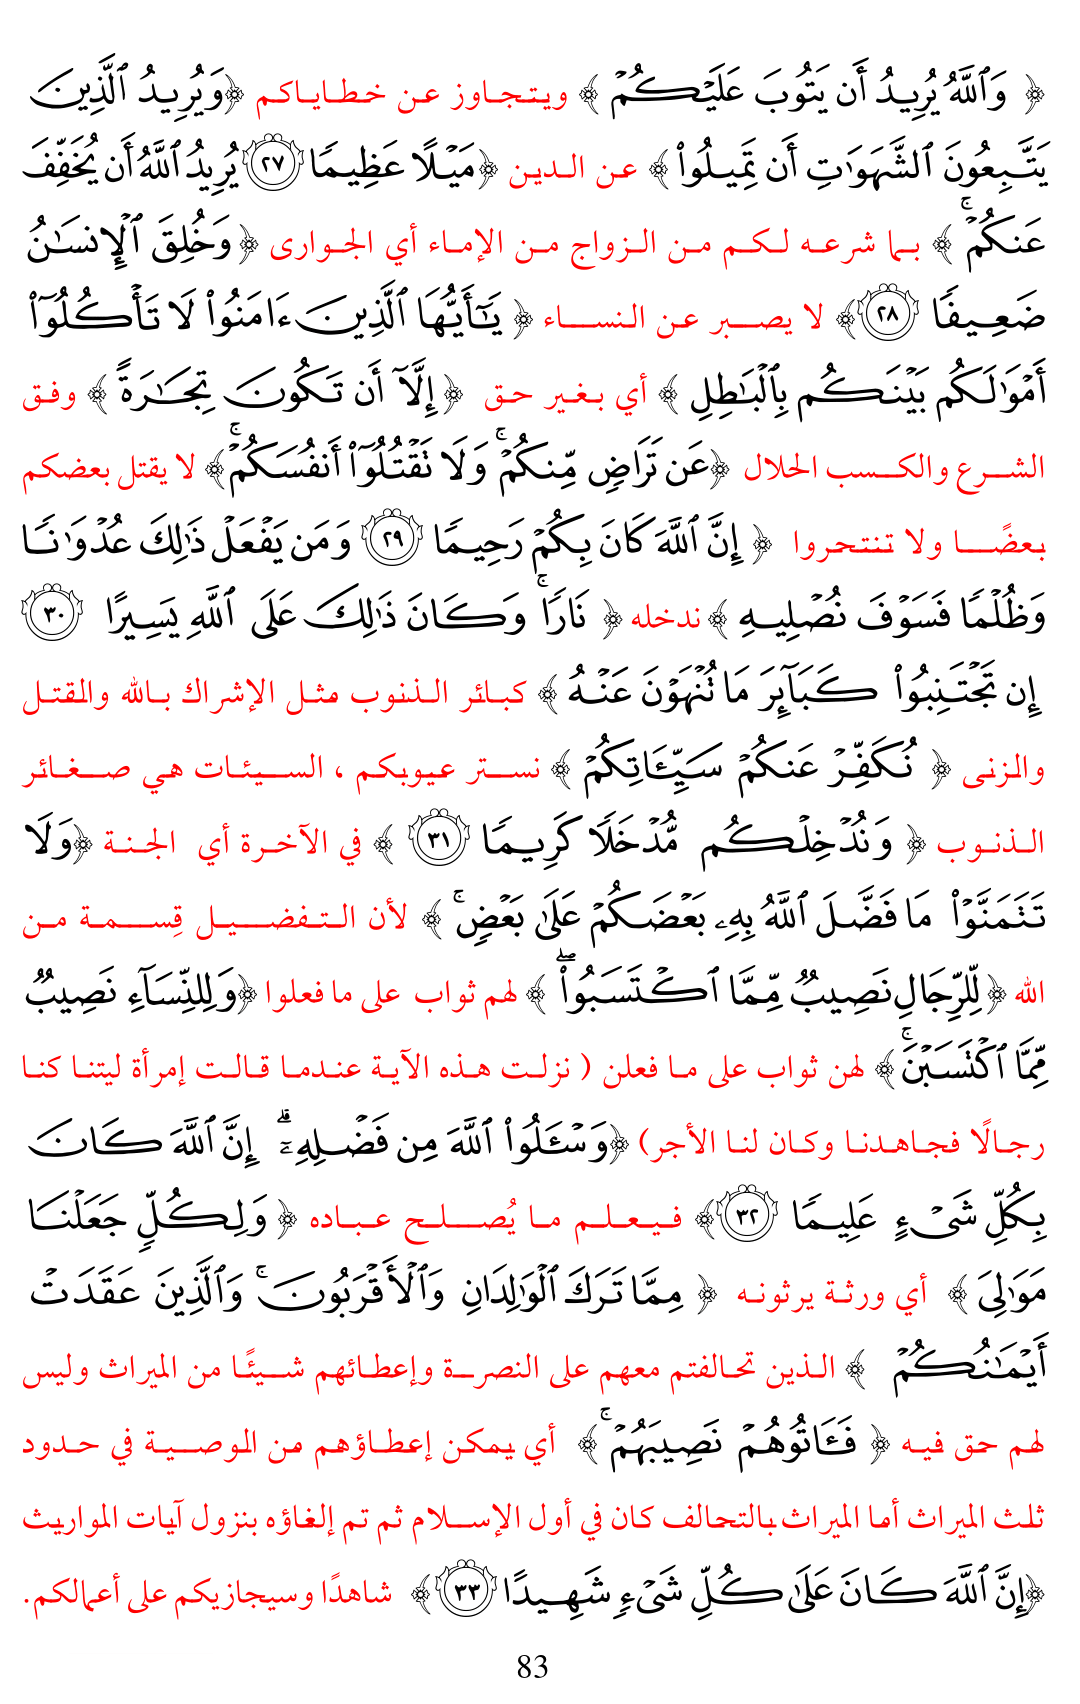 ﴿ وَٱللَّهُ يُرِيدُ أَن يَتُوبَ عَلَيۡكُمۡ ﴾ ويتجاوز عن خطاياكم ﴿وَيُرِيدُ ٱلَّذِينَ
يَتَّبِعُونَ ٱلشَّهَوَٰتِ أَن تَمِيلُواْ﴾ عن الدين ﴿مَيۡلًا عَظِيمٗا ٢٧ يُرِيدُ ٱللَّهُ أَن يُخَفِّفَ
عَنكُمۡۚ ﴾ بما شرعه لكم من الزواج من الإماء أي الجوارى ﴿ وَخُلِقَ ٱلۡإِنسَٰنُ
ضَعِيفٗا ٢٨ ﴾ لا يصبر عن النساء ﴿ يَٰٓأَيُّهَا ٱلَّذِينَ ءَامَنُواْ لَا تَأۡكُلُوٓاْ
أَمۡوَٰلَكُم بَيۡنَكُم بِٱلۡبَٰطِلِ ﴾ أي بغير حق ﴿ إِلَّآ أَن تَكُونَ تِجَٰرَةً ﴾ وفق
الشرع والكسب الحلال ﴿عَن تَرَاضٖ مِّنكُمۡۚ وَلَا تَقۡتُلُوٓاْ أَنفُسَكُمۡۚ﴾ لا يقتل بعضكم
بعضًا ولا تنتحروا ﴿ إِنَّ ٱللَّهَ كَانَ بِكُمۡ رَحِيمٗا ٢٩ وَمَن يَفۡعَلۡ ذَٰلِكَ عُدۡوَٰنٗا
وَظُلۡمٗا فَسَوۡفَ نُصۡلِيهِ ﴾ ندخله ﴿ نَارٗاۚ وَكَانَ ذَٰلِكَ عَلَى ٱللَّهِ يَسِيرًا ٣٠
إِن تَجۡتَنِبُواْ كَبَآئِرَ مَا تُنۡهَوۡنَ عَنۡهُ ﴾ كبائر الذنوب مثل الإشراك بالله والقتل
والزنى ﴿ نُكَفِّرۡ عَنكُمۡ سَيِّـَٔاتِكُمۡ ﴾ نستر عيوبكم ، السيئات هي صغائر
الذنوب ﴿ وَنُدۡخِلۡكُم مُّدۡخَلٗا كَرِيمٗا ٣١ ﴾ في الآخرة أي الجنة ﴿وَلَا
تَتَمَنَّوۡاْ مَا فَضَّلَ ٱللَّهُ بِهِۦ بَعۡضَكُمۡ عَلَىٰ بَعۡضٖۚ ﴾ لأن التفضيل قِسمة من
الله ﴿لِّلرِّجَالِ نَصِيبٞ مِّمَّا ٱكۡتَسَبُواْۖ ﴾ لهم ثواب على ما فعلوا ﴿وَلِلنِّسَآءِ نَصِيبٞ
مِّمَّا ٱكۡتَسَبۡنَۚ﴾ لهن ثواب على ما فعلن ( نزلت هذه الآية عندما قالت إمرأة ليتنا كنا
رجالًا فجاهدنا وكان لنا الأجر) ﴿وَسۡـَٔلُواْ ٱللَّهَ مِن فَضۡلِهِۦٓۗ إِنَّ ٱللَّهَ كَانَ
بِكُلِّ شَيۡءٍ عَلِيمٗا ٣٢ ﴾ فيعلم ما يُصلح عباده ﴿ وَلِكُلّٖ جَعَلۡنَا
مَوَٰلِيَ ﴾ أي ورثة يرثونه ﴿ مِمَّا تَرَكَ ٱلۡوَٰلِدَانِ وَٱلۡأَقۡرَبُونَۚ وَٱلَّذِينَ عَقَدَتۡ
أَيۡمَٰنُكُمۡ ﴾ الذين تحالفتم معهم على النصرة وإعطائهم شيئًا من الميراث وليس
لهم حق فيه ﴿ فَـَٔاتُوهُمۡ نَصِيبَهُمۡۚ ﴾ أي يمكن إعطاؤهم من الوصية في حدود
ثلث الميراث أما الميراث بالتحالف كان في أول الإسلام ثم تم إلغاؤه بنزول آيات المواريث
﴿إِنَّ ٱللَّهَ كَانَ عَلَىٰ كُلِّ شَيۡءٖ شَهِيدًا ٣٣ ﴾ شاهدًا وسيجازيكم على أعمالكم.
83